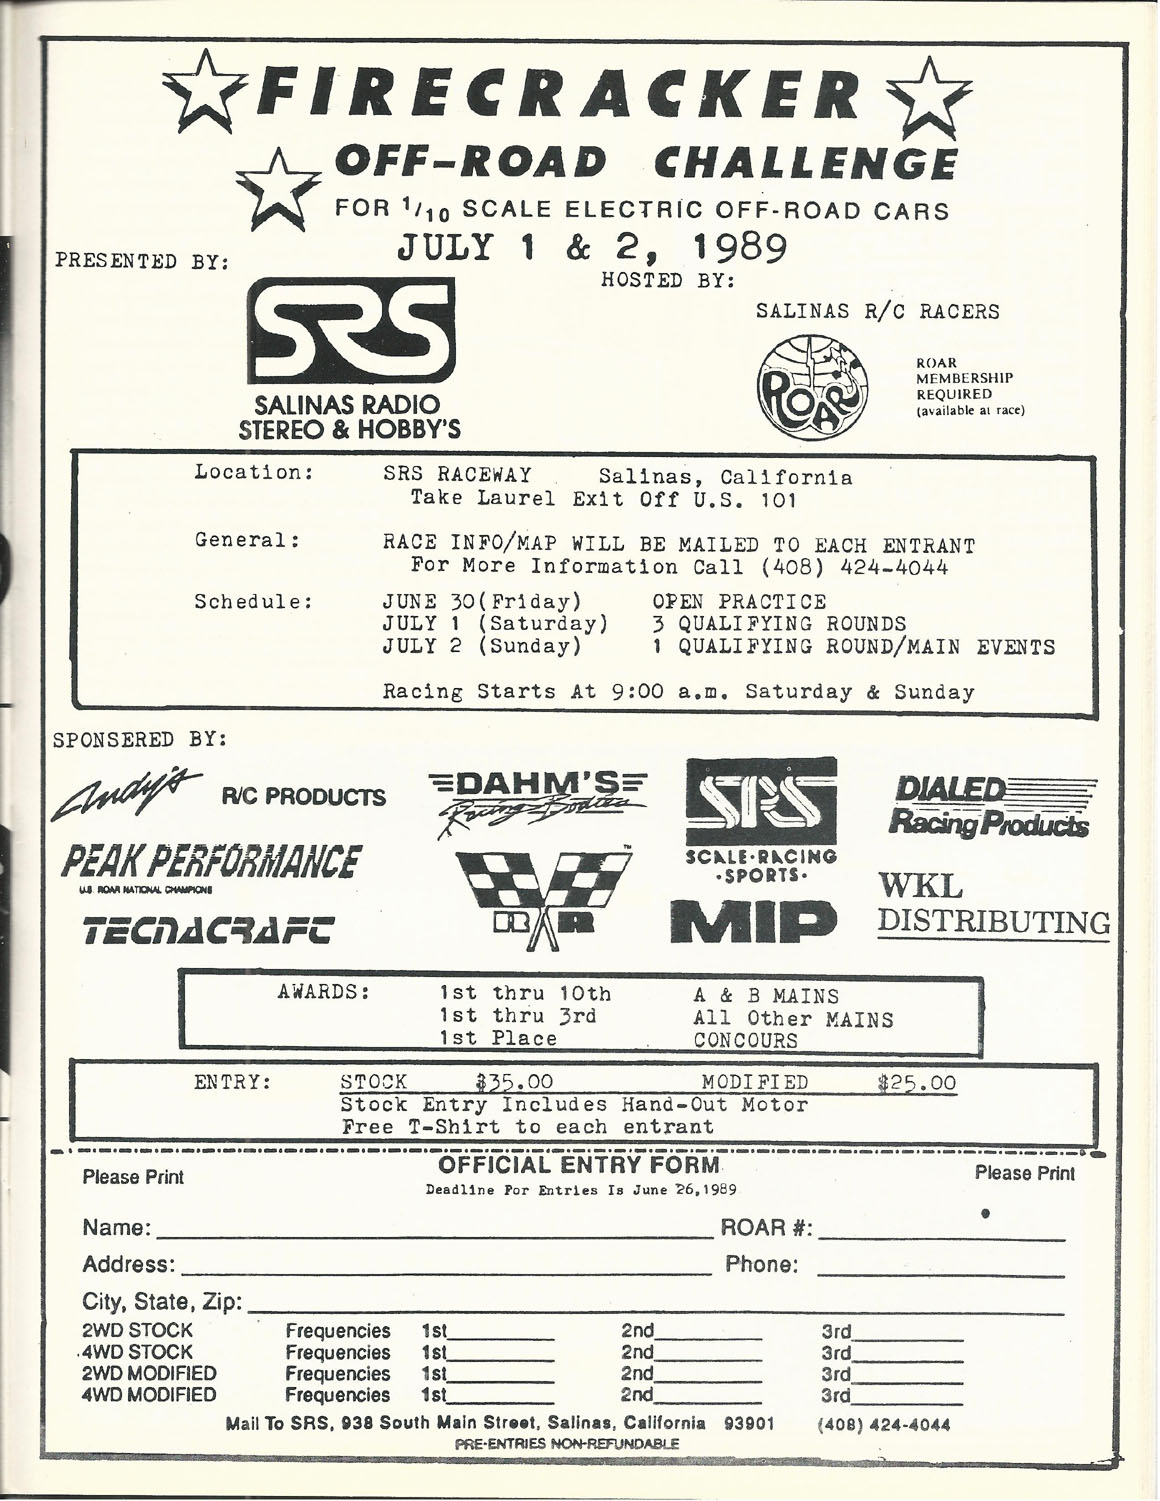 FIRECRACKER
OFF-ROAD CHALLENGE
FOR 1/10 SCALE ELECTRIC OFF-ROAD CARS
JULY 1 & 2, 1989
PRESENTED BY:
HOSTED BY:
SRS
SALINAS RADIO
STEREO & HOBBY'S
SALINAS R/C RACERS
ROAR
ROAR
MEMBERSHIP
REQUIRED
(available at race)
Location: SRS RACEWAY Salinas, California
Take Laurel Exit Off U.S. 101
General: RACE INFO/MAP WILL BE MAILED TO EACH ENTRANT
For More Information Call (408) 424-4044
Schedule: JUNE 30(Friday) OPEN PRACTICE
JULY 1 (Saturday) 3 QUALIFYING ROUNDS
JULY 2 (Sunday) 1 QUALIFYING ROUND/MAIN EVENTS
Racing Starts At 9:00 a.m. Saturday & Sunday
SPONSERED BY:
Andy's R/C PRODUCTS
DAHM'S
Racing Bodies
SRS
SCALE·RACING
·SPORTS·
DIALED
Racing Products
PEAK PERFORMANCE
U.S. ROAR NATIONAL CHAMPIONS
TECNACRAFT
R R
TM
MIP
WKL
DISTRIBUTING
AWARDS: 1st thru 10th A & B MAINS
1st thru 3rd All Other MAINS
1st Place CONCOURS
ENTRY: STOCK $35.00 MODIFIED $25.00
Stock Entry Includes Hand-Out Motor
Free T-Shirt to each entrant
OFFICIAL ENTRY FORM
Please Print Please Print
Deadline For Entries Is June 26,1989
Name: ROAR #:
Address: Phone:
City, State, Zip:
2WD STOCK Frequencies 1st 2nd 3rd
4WD STOCK Frequencies 1st 2nd 3rd
2WD MODIFIED Frequencies 1st 2nd 3rd
4WD MODIFIED Frequencies 1st 2nd 3rd
Mail To SRS, 938 South Main Street, Salinas, California 93901 (408) 424-4044
PRE-ENTRIES NON-REFUNDABLE